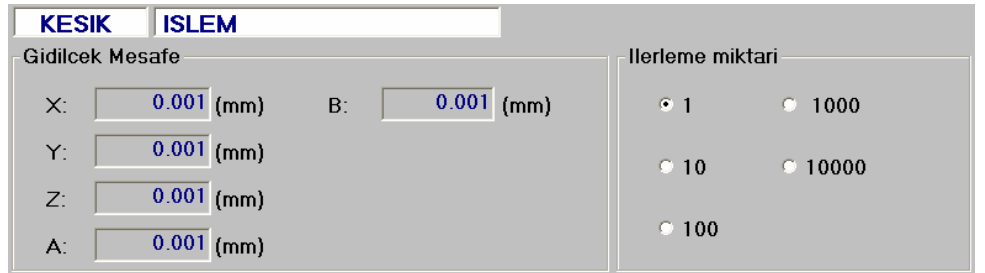 KESIK ISLEM
Gidilcek Mesafe
X: 0.001 (mm) B: 0.001 (mm)
Y: 0.001 (mm)
Z: 0.001 (mm)
A: 0.001 (mm)
Ilerleme miktari
1 1000
10 10000
100